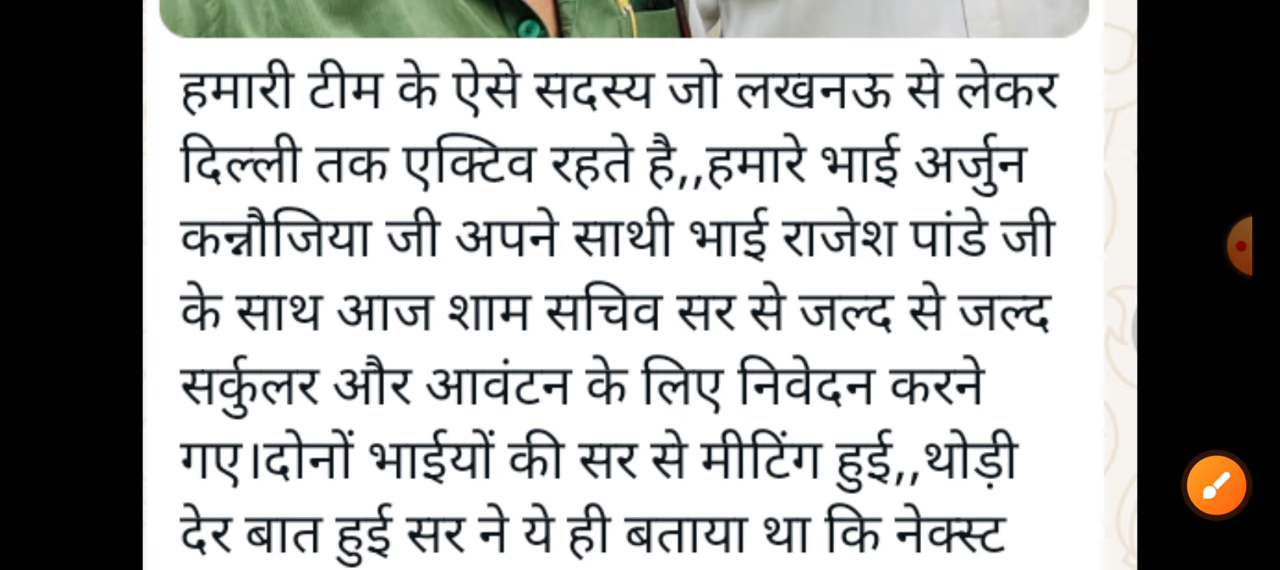 हमारी टीम के ऐसे सदस्य जो लखनऊ से लेकर
दिल्ली तक एक्टिव रहते है,,हमारे भाई अर्जुन
कन्नौजिया जी अपने साथी भाई राजेश पांडे जी
के साथ आज शाम सचिव सर से जल्द से जल्द
सर्कुलर और आवंटन के लिए निवेदन करने
गए।दोनों भाईयों की सर से मीटिंग हुई,,थोड़ी
देर बात हुई सर ने ये ही बताया था कि नेक्स्ट